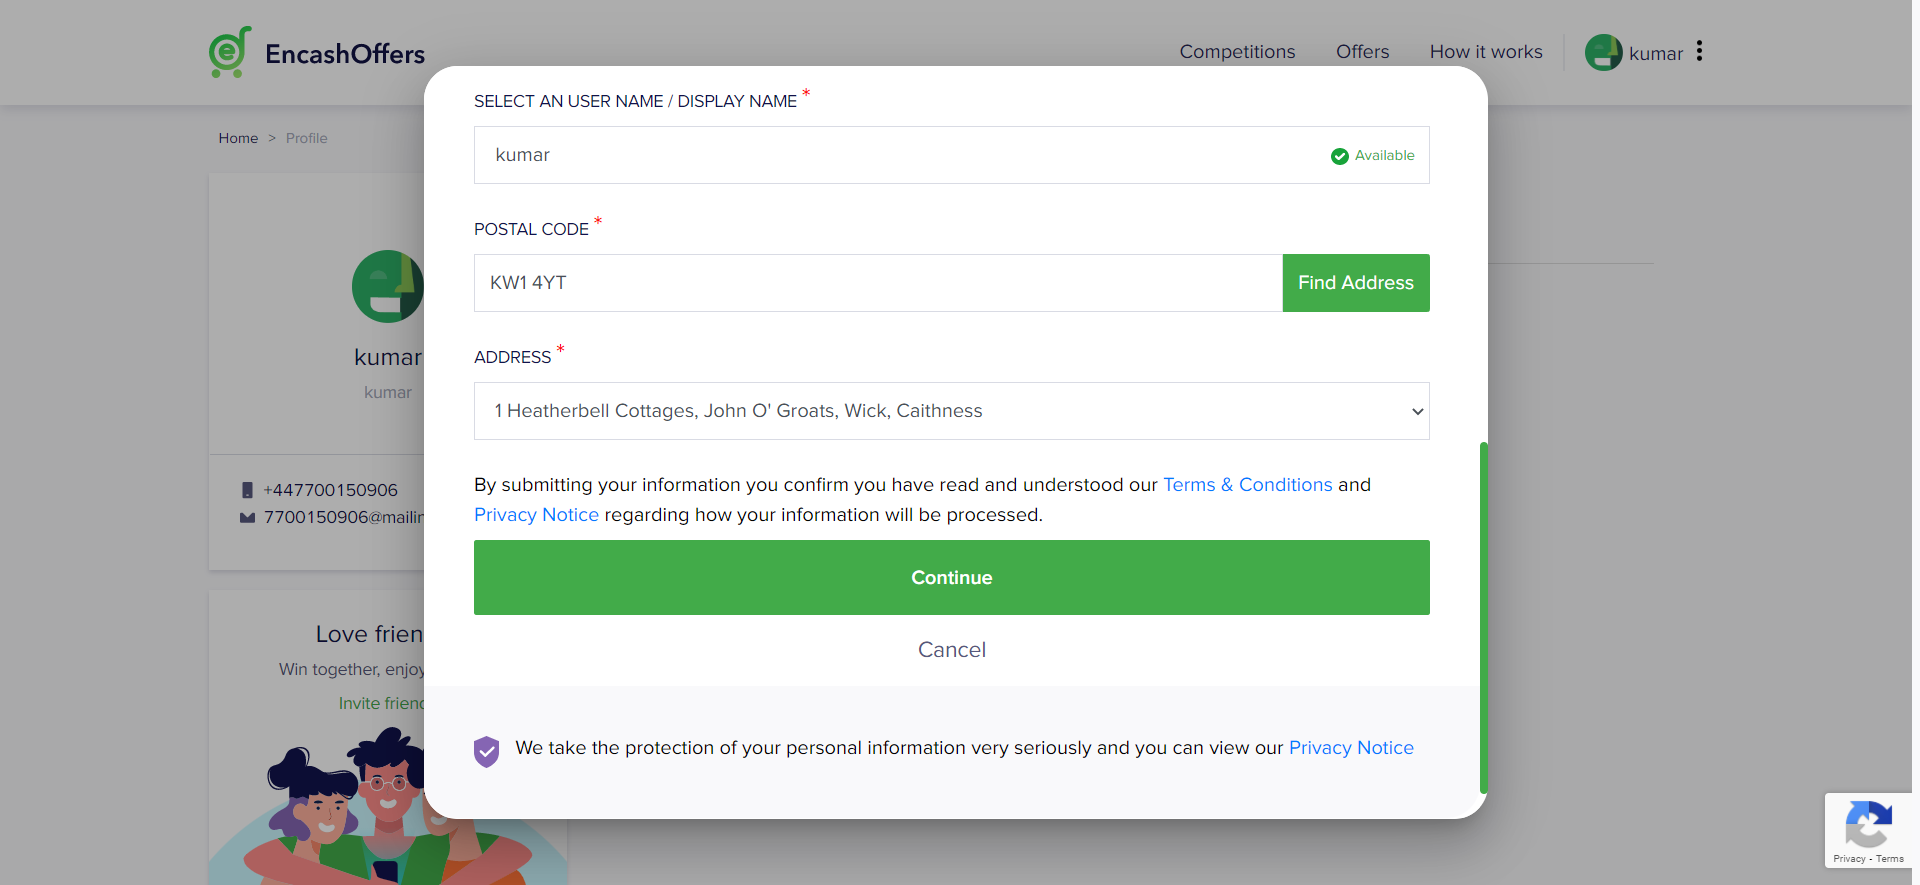 EncashOffers
Competitions
Offers
How it works
kumar
Home > Profile
kumar
kumar
+447700150906
7700150906@mailin
Love frien
Win together, enjoy
Invite friend
SELECT AN USER NAME / DISPLAY NAME *
kumar
Available
POSTAL CODE *
KW1 4YT
Find Address
ADDRESS *
1 Heatherbell Cottages, John O' Groats, Wick, Caithness
By submitting your information you confirm you have read and understood our Terms & Conditions and
Privacy Notice regarding how your information will be processed.
Continue
Cancel
We take the protection of your personal information very seriously and you can view our Privacy Notice
Privacy - Terms